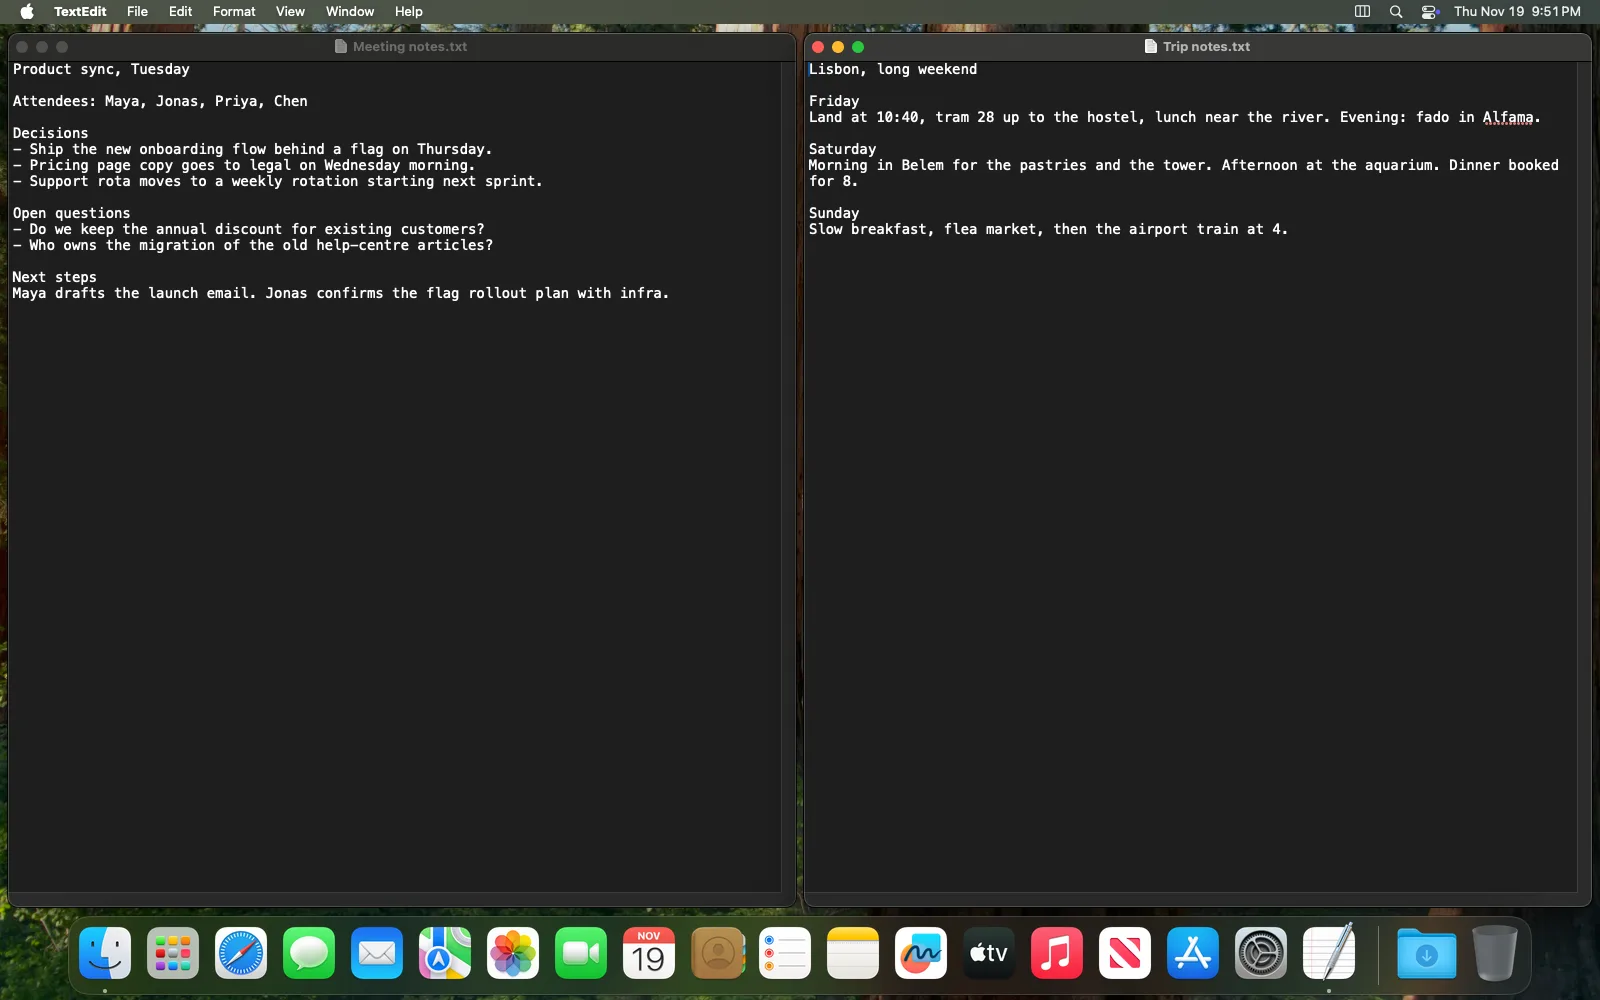 TextEdit File Edit Format View Window Help
Thu Nov 19 9:51 PM
Meeting notes.txt
Product sync, Tuesday
Attendees: Maya, Jonas, Priya, Chen
Decisions
- Ship the new onboarding flow behind a flag on Thursday.
- Pricing page copy goes to legal on Wednesday morning.
- Support rota moves to a weekly rotation starting next sprint.
Open questions
- Do we keep the annual discount for existing customers?
- Who owns the migration of the old help-centre articles?
Next steps
Maya drafts the launch email. Jonas confirms the flag rollout plan with infra.
Trip notes.txt
Lisbon, long weekend
Friday
Land at 10:40, tram 28 up to the hostel, lunch near the river. Evening: fado in Alfama.
Saturday
Morning in Belem for the pastries and the tower. Afternoon at the aquarium. Dinner booked
for 8.
Sunday
Slow breakfast, flea market, then the airport train at 4.
NOV
19
tv